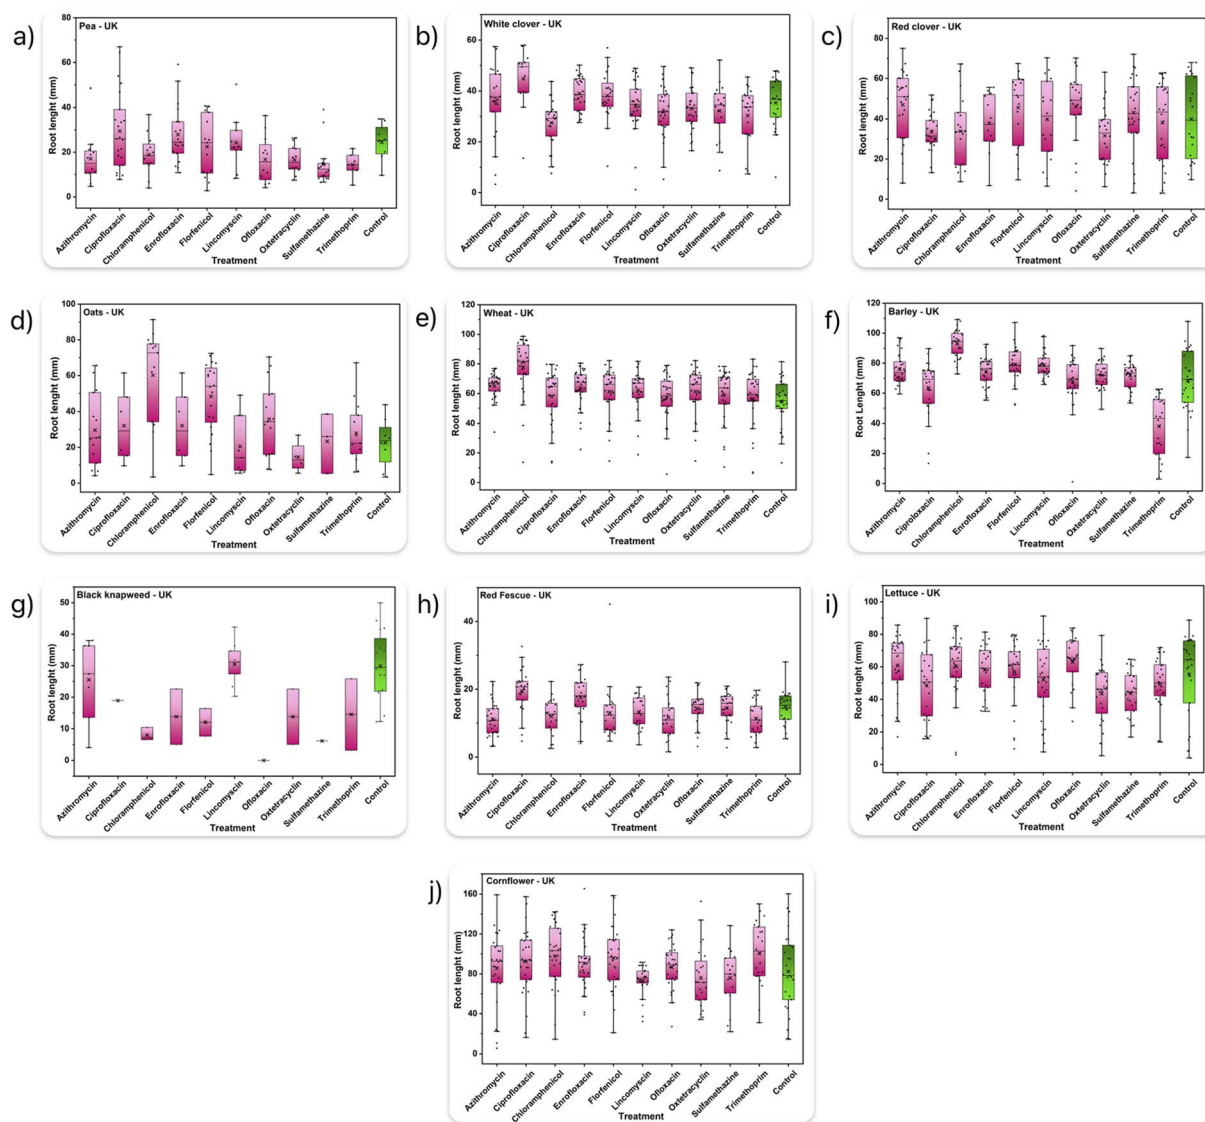 a)
Pea - UK
Root lenght (mm)
80
60
40
20
0
Azithromycin
Ciprofloxacin
Chloramphenicol
Enrofloxacin
Florfenicol
Lincomyscin
Ofloxacin
Oxtetracyclin
Sulfamethazine
Trimethoprim
Control
Treatment
b)
White clover - UK
Root lenght (mm)
60
40
20
0
Azithromycin
Ciprofloxacin
Chloramphenicol
Enrofloxacin
Florfenicol
Lincomyscin
Ofloxacin
Oxtetracyclin
Sulfamethazine
Trimethoprim
Control
Treatment
c)
Red clover - UK
Root lenght (mm)
80
60
40
20
0
Azithromycin
Ciprofloxacin
Chloramphenicol
Enrofloxacin
Florfenicol
Lincomyscin
Ofloxacin
Oxtetracyclin
Sulfamethazine
Trimethoprim
Control
Treatment
d)
Oats - UK
Root lenght (mm)
100
80
60
40
20
0
Azithromycin
Ciprofloxacin
Chloramphenicol
Enrofloxacin
Florfenicol
Lincomyscin
Ofloxacin
Oxtetracyclin
Sulfamethazine
Trimethoprim
Control
Treatment
e)
Wheat - UK
Root lenght (mm)
120
100
80
60
40
20
0
Azithromycin
Chloramphenicol
Ciprofloxacin
Enrofloxacin
Florfenicol
Lincomyscin
Ofloxacin
Oxtetracyclin
Sulfamethazine
Trimethoprim
Control
Treatment
f)
Barley - UK
Root Lenght (mm)
120
100
80
60
40
20
0
Azithromycin
Ciprofloxacin
Chloramphenicol
Enrofloxacin
Florfenicol
Lincomyscin
Ofloxacin
Oxtetracyclin
Sulfamethazine
Trimethoprim
Control
Treatment
g)
Black knapweed - UK
Root length (mm)
50
40
30
20
10
0
Azithromycin
Ciprofloxacin
Chloramphenicol
Enrofloxacin
Florfenicol
Lincomyscin
Ofloxacin
Oxtetracyclin
Sulfamethazine
Trimethoprim
Control
Treatment
h)
Red Fescue - UK
Root lenght (mm)
40
20
0
Azithromycin
Ciprofloxacin
Chloramphenicol
Enrofloxacin
Florfenicol
Lincomyscin
Oxtetracyclin
Ofloxacin
Sulfamethazine
Trimethoprim
Control
Treatment
i)
Lettuce - UK
Root lenght (mm)
100
80
60
40
20
0
Azithromycin
Ciprofloxacin
Chloramphenicol
Enrofloxacin
Florfenicol
Lincomyscin
Ofloxacin
Oxtetracyclin
Sulfamethazine
Trimethoprim
Control
Treatment
j)
Cornflower - UK
Root lenght (mm)
160
120
80
40
0
Azithromycin
Ciprofloxacin
Chloramphenicol
Enrofloxacin
Florfenicol
Lincomyscin
Ofloxacin
Oxtetracyclin
Sulfamethazine
Trimethoprim
Control
Treatment